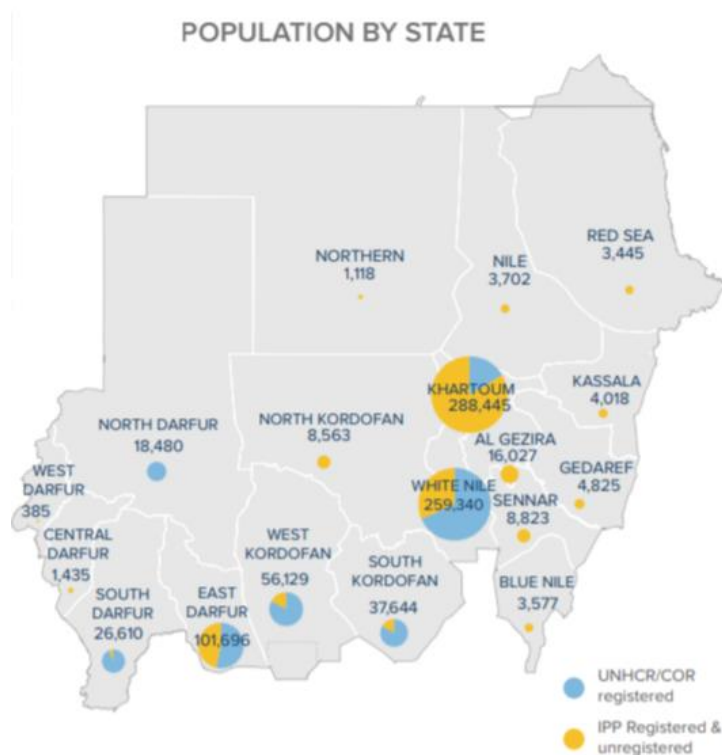 POPULATION BY STATE
RED SEA
3,445
NORTHERN
1,118
NILE
3,702
KHARTOUM
288,445
KASSALA
4,018
NORTH DARFUR
18,480
NORTH KORDOFAN
8,563
AL GEZIRA
16,027
GEDAREF
4,825
WEST
DARFUR
385
WHITE NILE
259,340
SENNAR
8,823
CENTRAL
DARFUR
1,435
WEST
KORDOFAN
56,129
SOUTH
KORDOFAN
37,644
SOUTH
DARFUR
26,610
EAST
DARFUR
101,696
BLUE NILE
3,577
UNHCR/COR
registered
IPP Registered &
unregistered